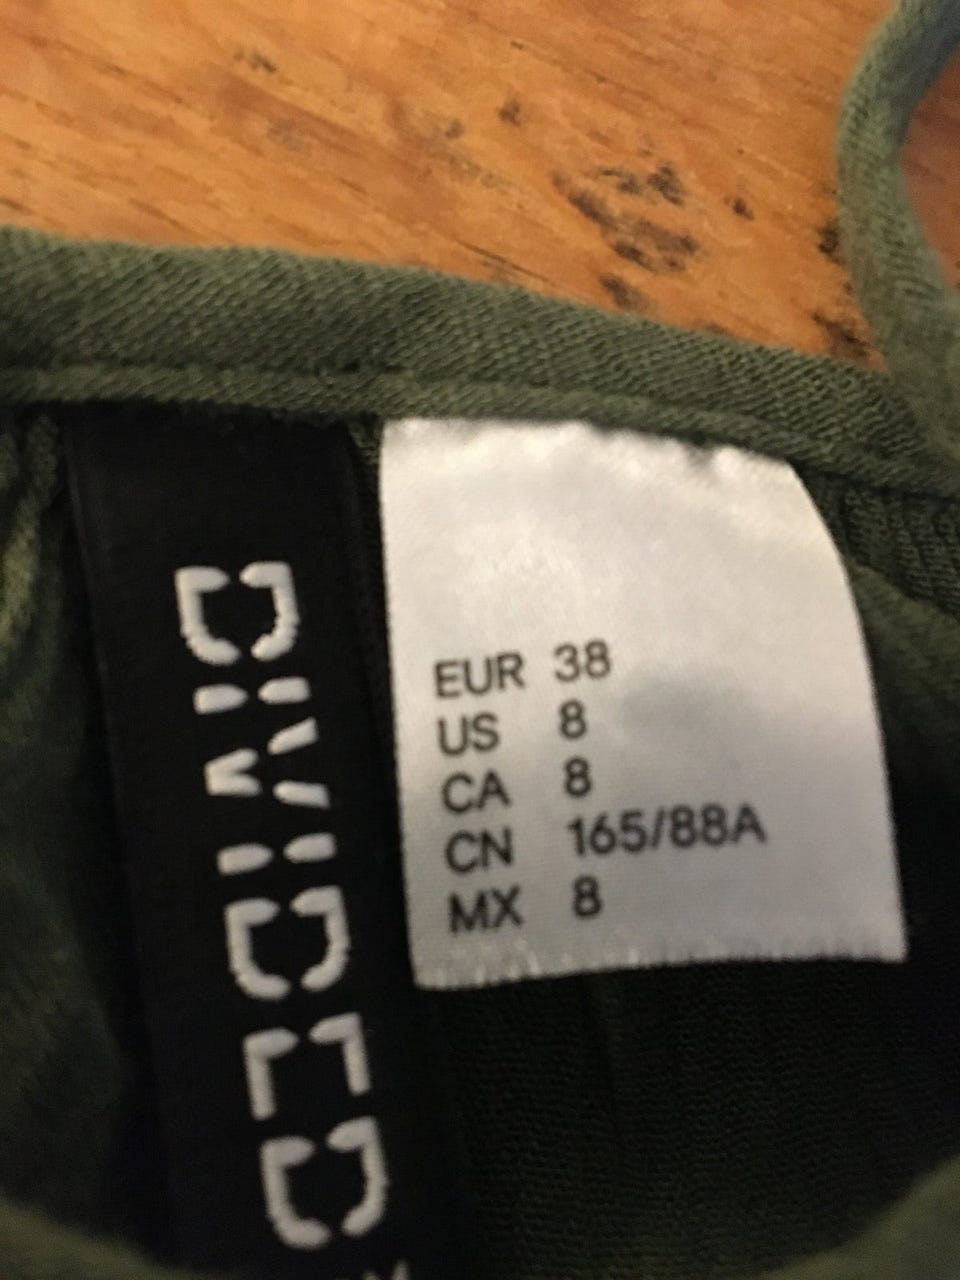 DIVIDED
EUR 38
US 8
CA 8
CN 165/88A
MX 8